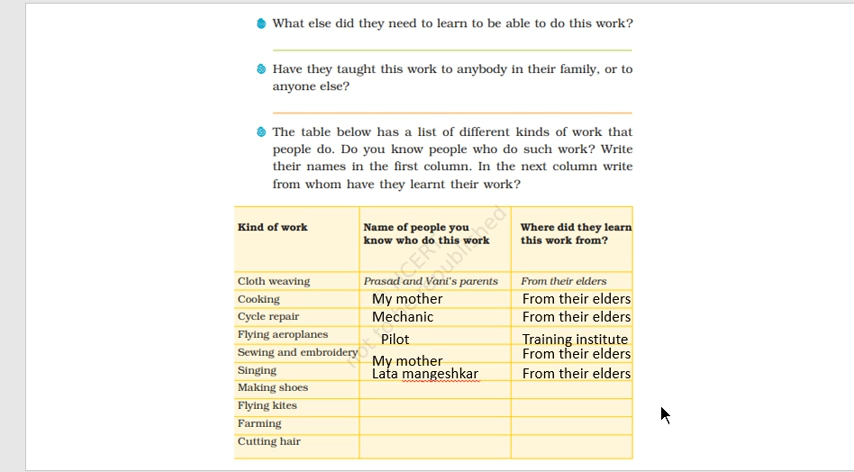 What else did they need to learn to be able to do this work?
Have they taught this work to anybody in their family, or to
anyone else?
The table below has a list of different kinds of work that
people do. Do you know people who do such work? Write
their names in the first column. In the next column write
from whom have they learnt their work?
Kind of work
Name of people you
know who do this work
Where did they learn
this work from?
Cloth weaving Prasad and Vani's parents From their elders
Cooking My mother From their elders
Cycle repair Mechanic From their elders
Flying aeroplanes Pilot Training institute
Sewing and embroidery My mother From their elders
Singing Lata mangeshkar From their elders
Making shoes
Flying kites
Farming
Cutting hair